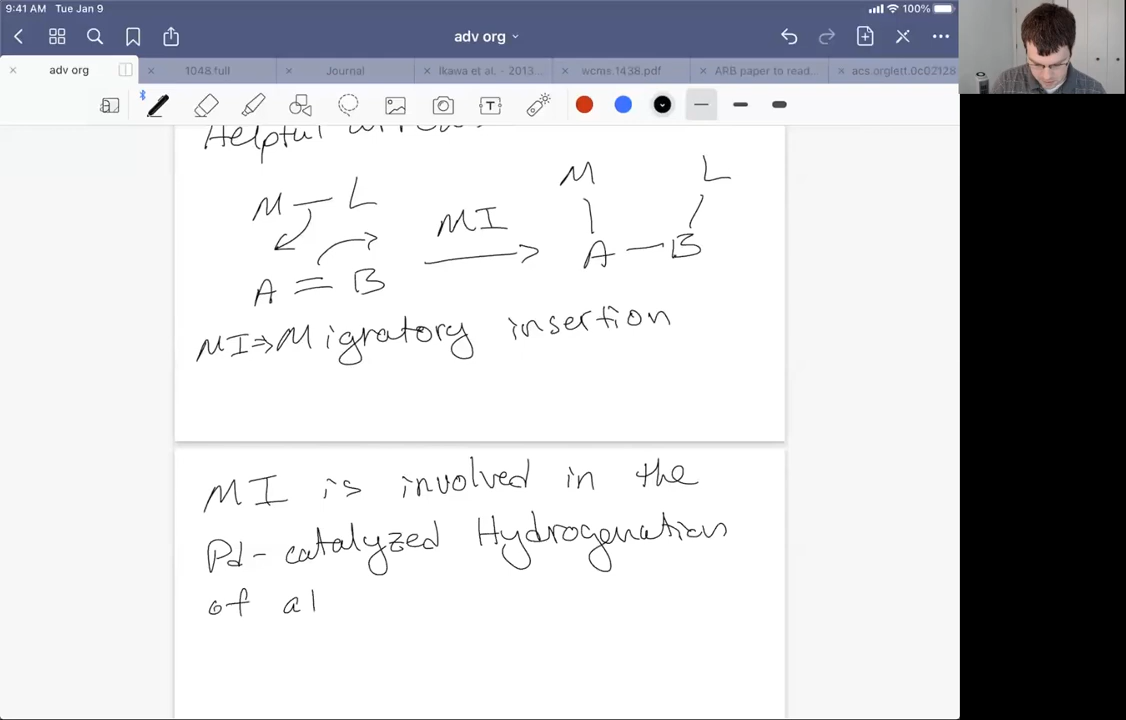 9:41 AM Tue Jan 9
100%
adv org
adv org
1048.full
Journal
Ikawa et al. - 2013...
wcms.1438.pdf
ARB paper to read...
acs.orglett.0c02128
T
Helpful
M L
M — L
MI
A — B
A = B
MI⇒Migratory insertion
MI is involved in the
Pd-catalyzed Hydrogenation
of al